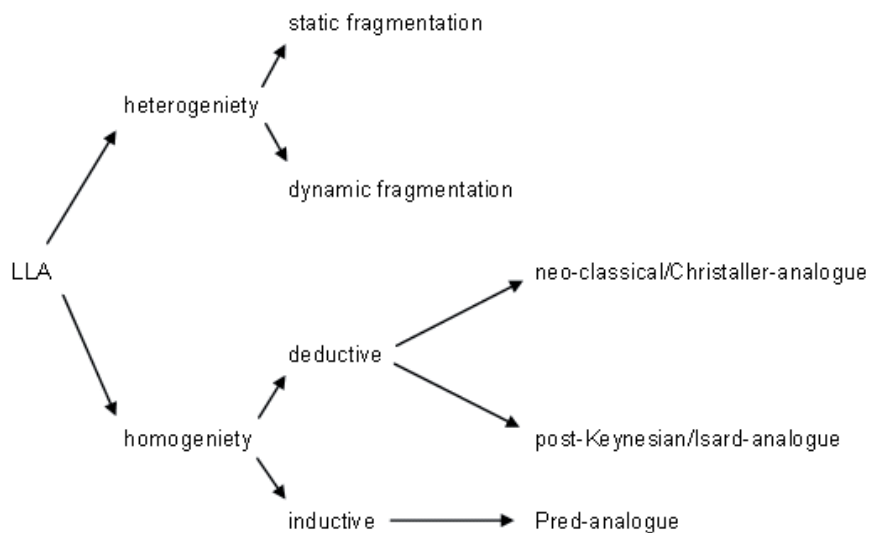 static fragmentation
heterogeniety
dynamic fragmentation
LLA
neo-classical/Christaller-analogue
deductive
homogeniety
post-Keynesian/Isard-analogue
inductive
Pred-analogue